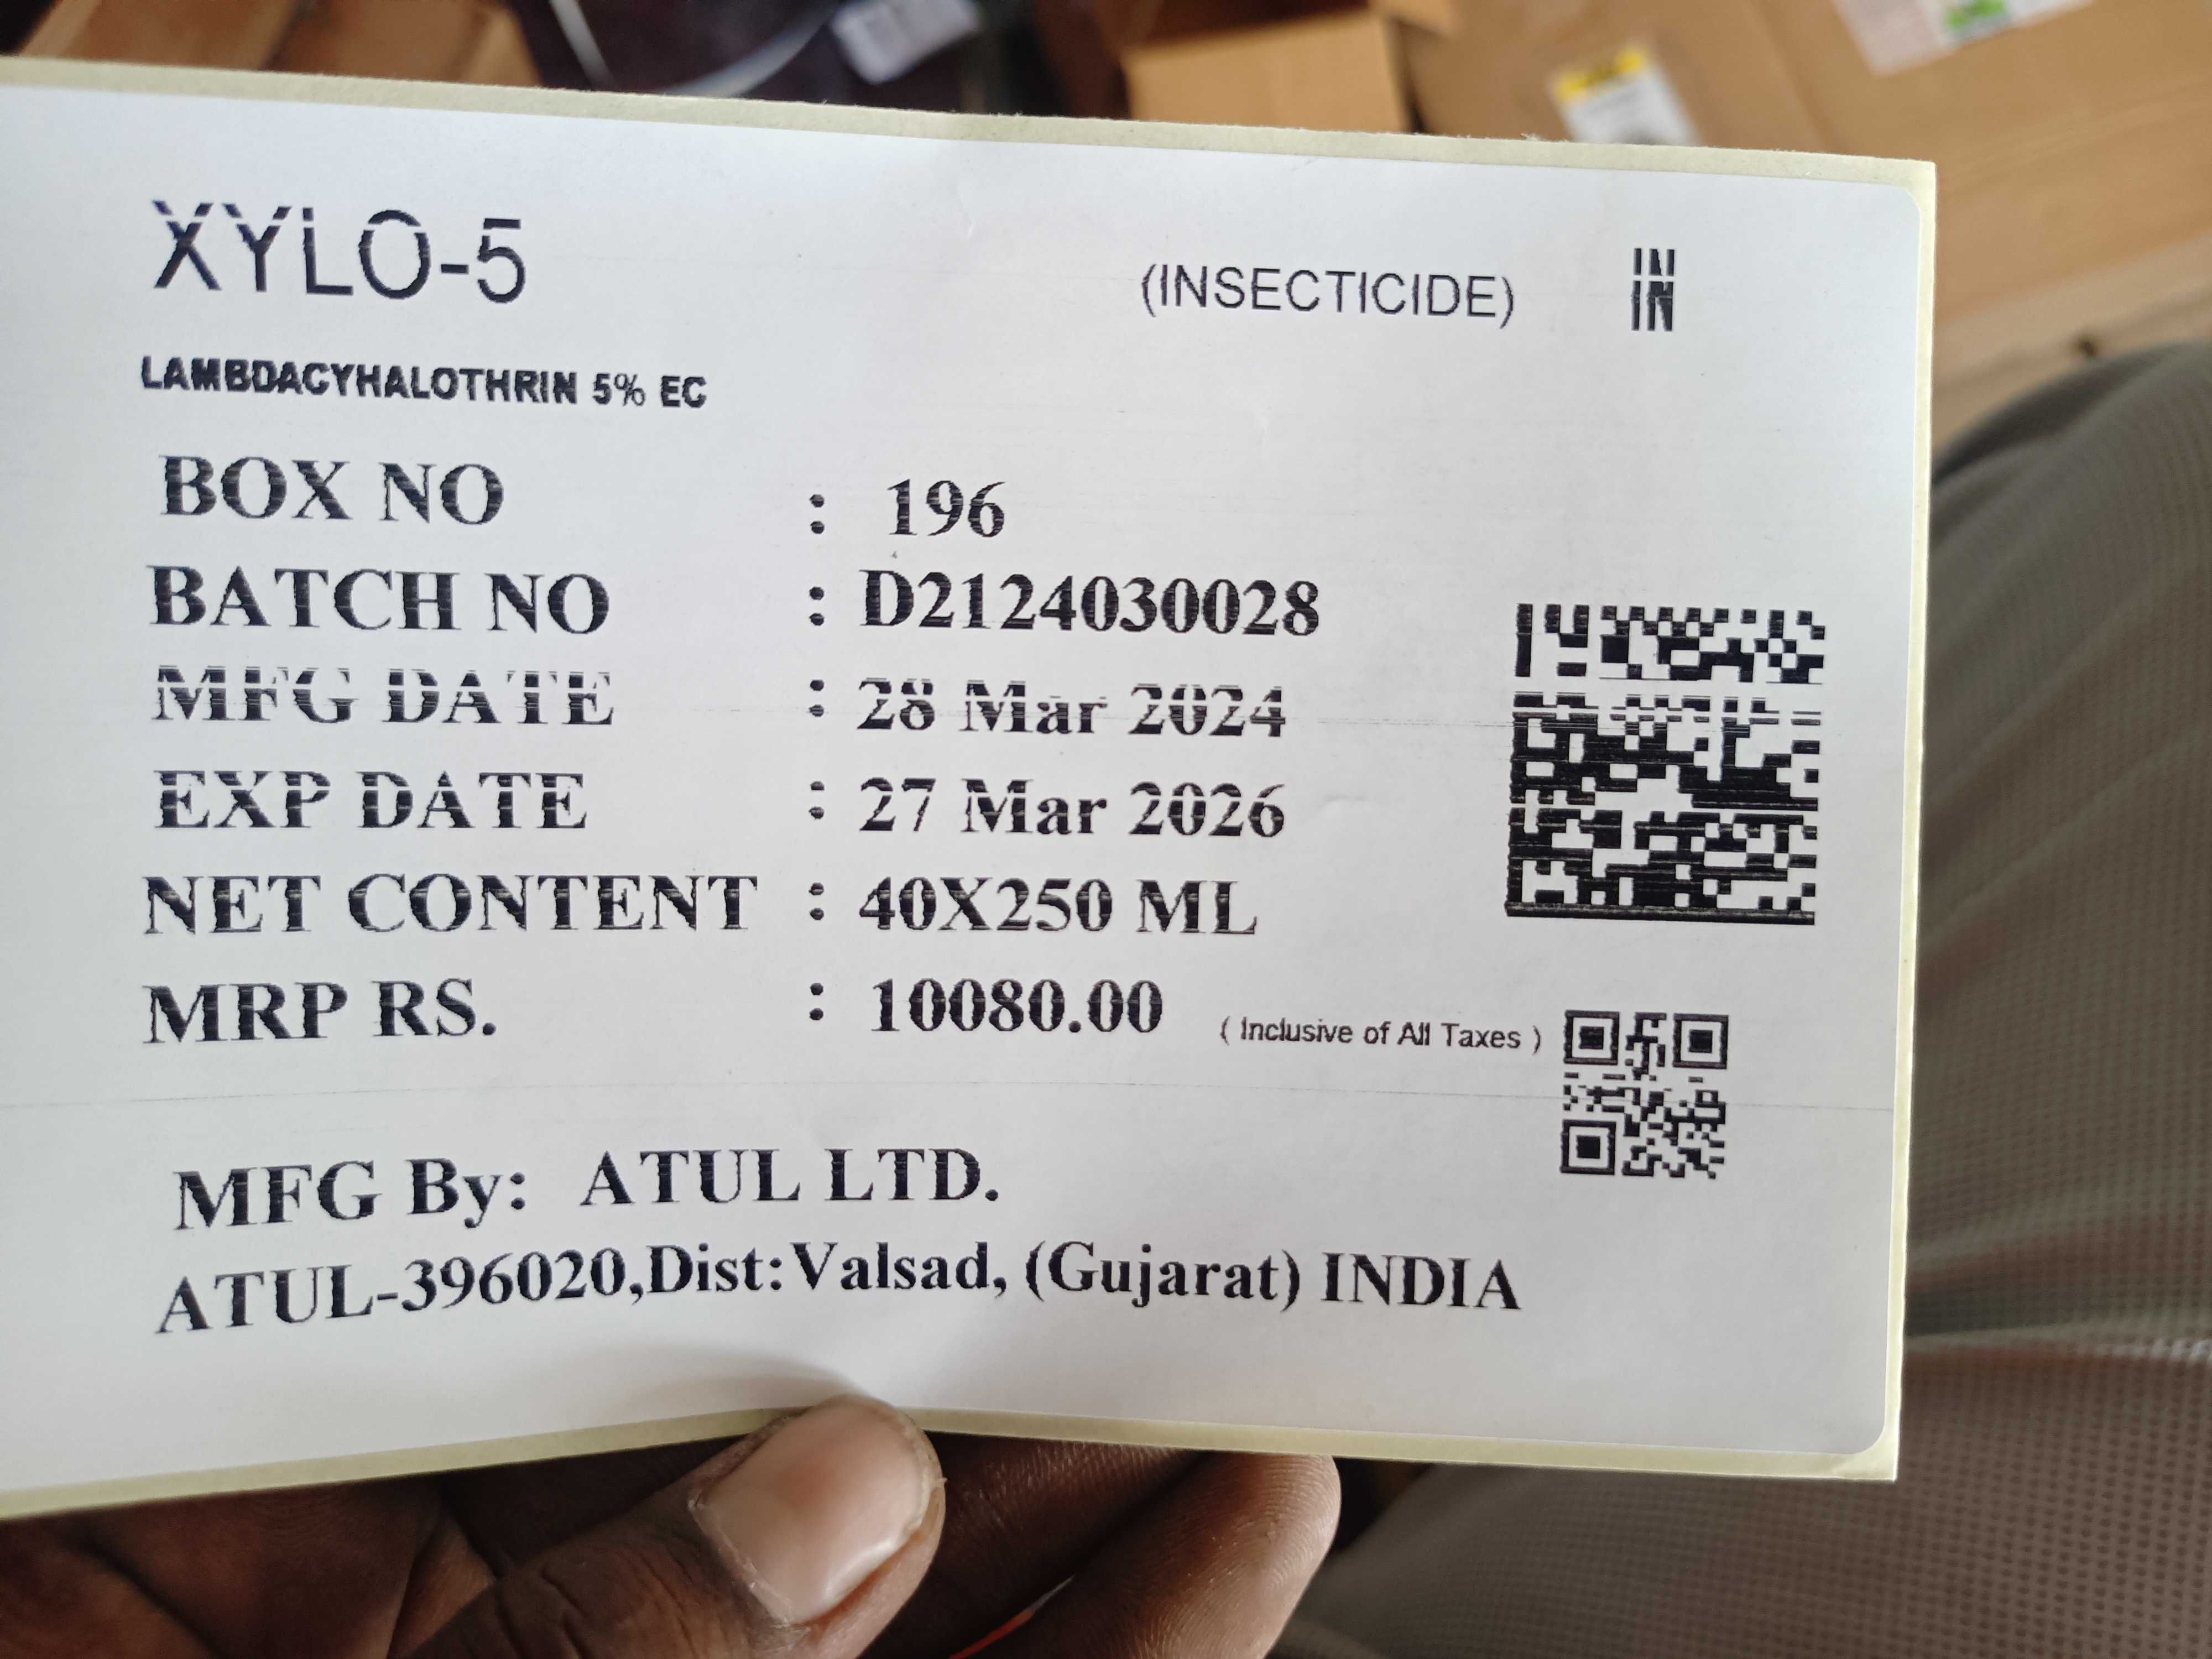 XYLO-5 (INSECTICIDE) IN
IN
LAMBDACYHALOTHRIN 5% EC
BOX NO : 196
BATCH NO : D2124030028
MFG DATE : 28 Mar 2024
EXP DATE : 27 Mar 2026
NET CONTENT : 40X250 ML
MRP RS. : 10080.00 ( Inclusive of All Taxes )
MFG By: ATUL LTD.
ATUL-396020,Dist:Valsad, (Gujarat) INDIA